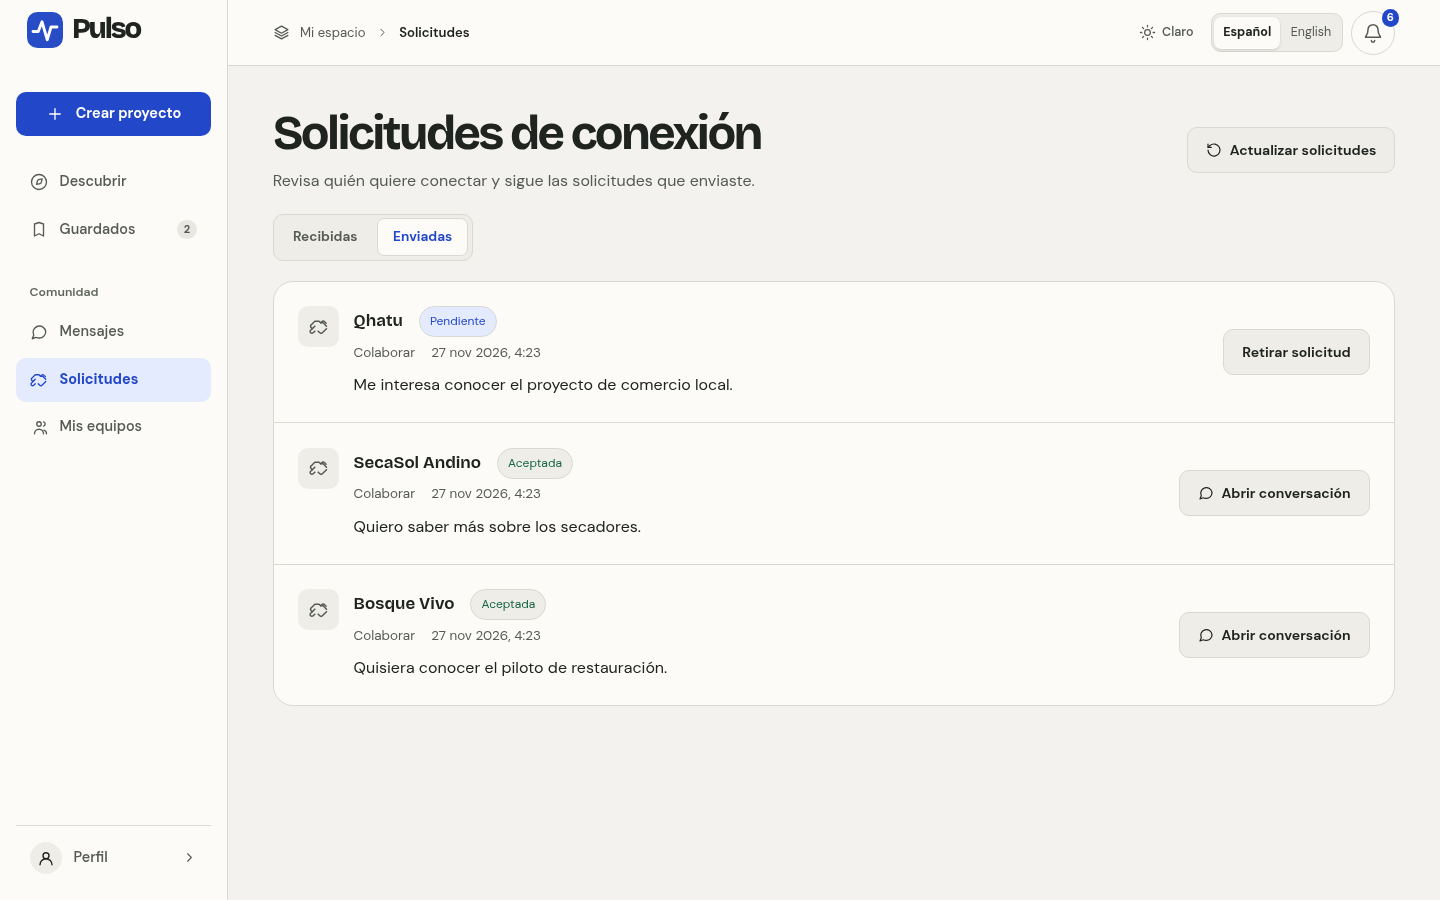 Pulso
Crear proyecto
Descubrir
Guardados 2
Comunidad
Mensajes
Solicitudes
Mis equipos
Perfil
Mi espacio Solicitudes
Claro Español English 6
Solicitudes de conexión
Revisa quién quiere conectar y sigue las solicitudes que enviaste.
Actualizar solicitudes
Recibidas Enviadas
Qhatu Pendiente
Colaborar 27 nov 2026, 4:23
Me interesa conocer el proyecto de comercio local.
Retirar solicitud
SecaSol Andino Aceptada
Colaborar 27 nov 2026, 4:23
Quiero saber más sobre los secadores.
Abrir conversación
Bosque Vivo Aceptada
Colaborar 27 nov 2026, 4:23
Quisiera conocer el piloto de restauración.
Abrir conversación